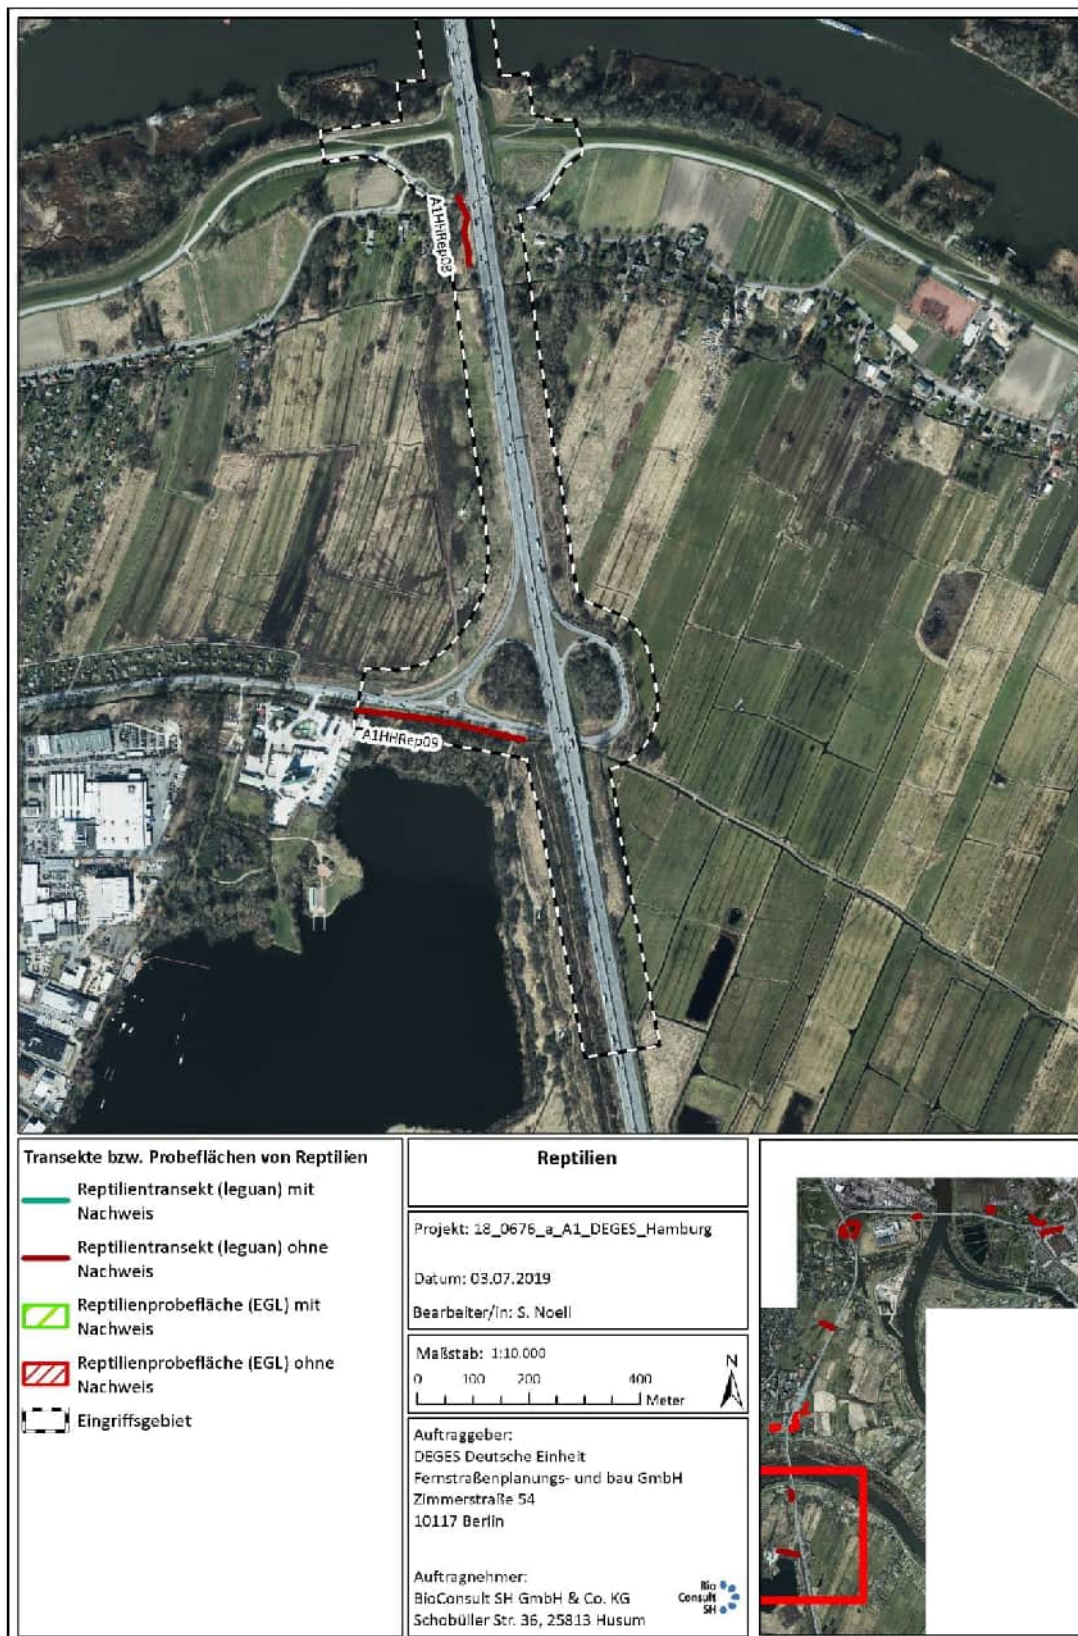 A1HHRep08
A1HHRep09
Transekte bzw. Probeflächen von Reptilien
Reptilientransekt (leguan) mit
Nachweis
Reptilientransekt (leguan) ohne
Nachweis
Reptilienprobefläche (EGL) mit
Nachweis
Reptilienprobefläche (EGL) ohne
Nachweis
Eingriffsgebiet
Reptilien
Projekt: 18_0676_a_A1_DEGES_Hamburg
Datum: 03.07.2019
Bearbeiter/in: S. Noell
Maßstab: 1:10.000
0 100 200 400
Meter
N
Auftraggeber:
DEGES Deutsche Einheit
Fernstraßenplanungs- und bau GmbH
Zimmerstraße 54
10117 Berlin
Auftragnehmer:
BioConsult SH GmbH & Co. KG
Schobüller Str. 36, 25813 Husum
Bio
Consult
SH